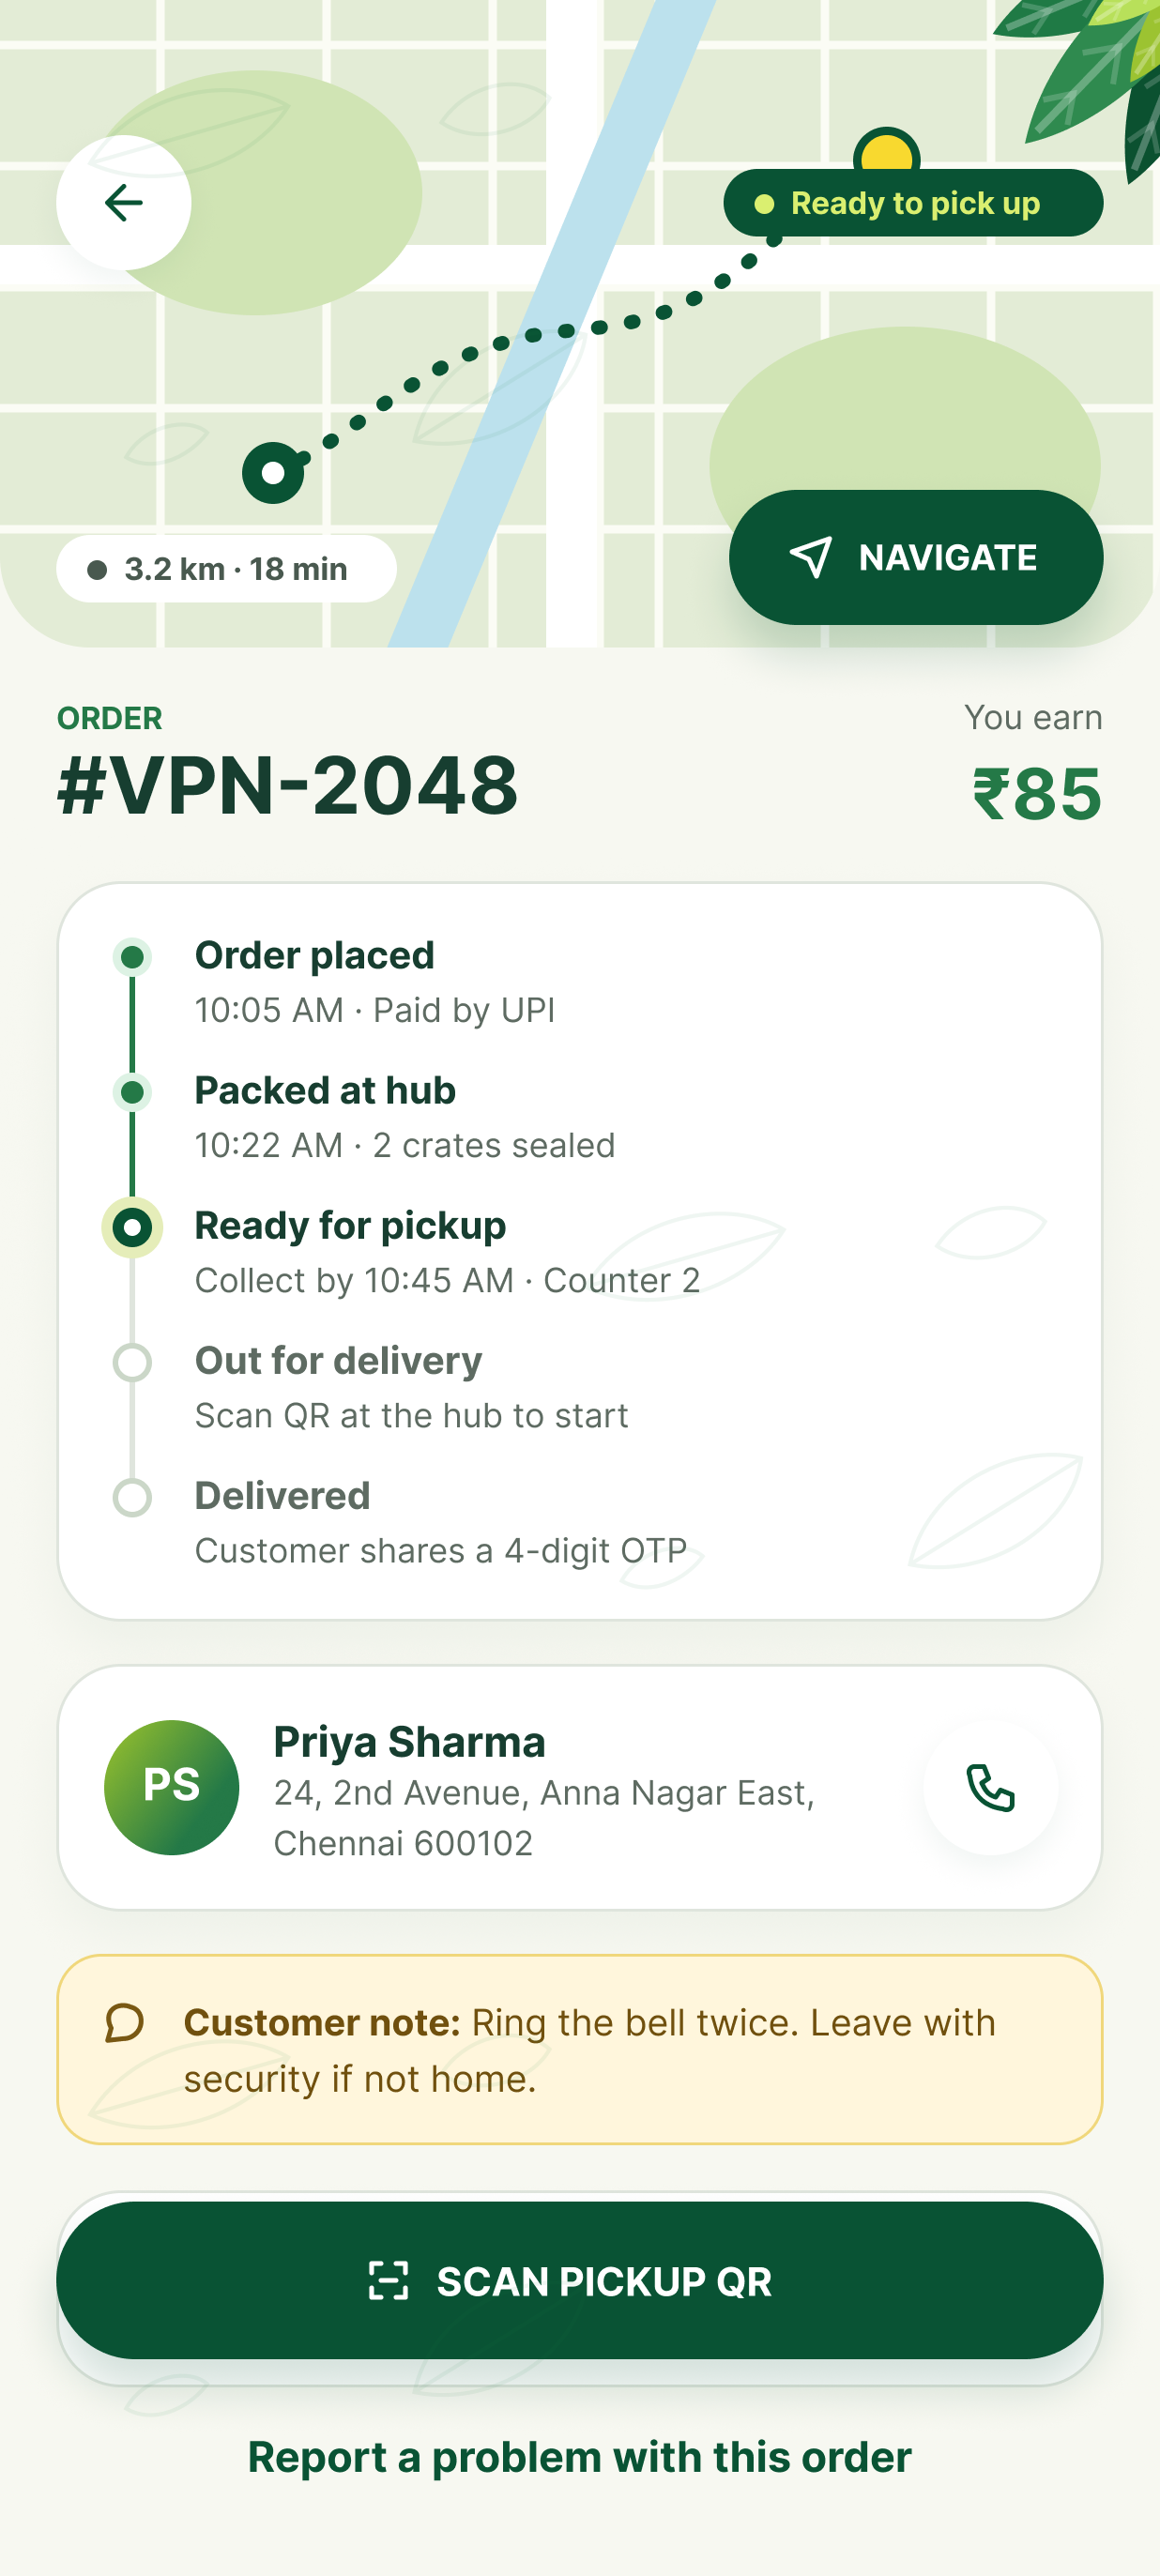 Ready to pick up
3.2 km · 18 min
NAVIGATE
ORDER
#VPN-2048
You earn
₹85
Order placed
10:05 AM · Paid by UPI
Packed at hub
10:22 AM · 2 crates sealed
Ready for pickup
Collect by 10:45 AM · Counter 2
Out for delivery
Scan QR at the hub to start
Delivered
Customer shares a 4-digit OTP
PS
Priya Sharma
24, 2nd Avenue, Anna Nagar East,
Chennai 600102
Customer note: Ring the bell twice. Leave with
security if not home.
SCAN PICKUP QR
Report a problem with this order